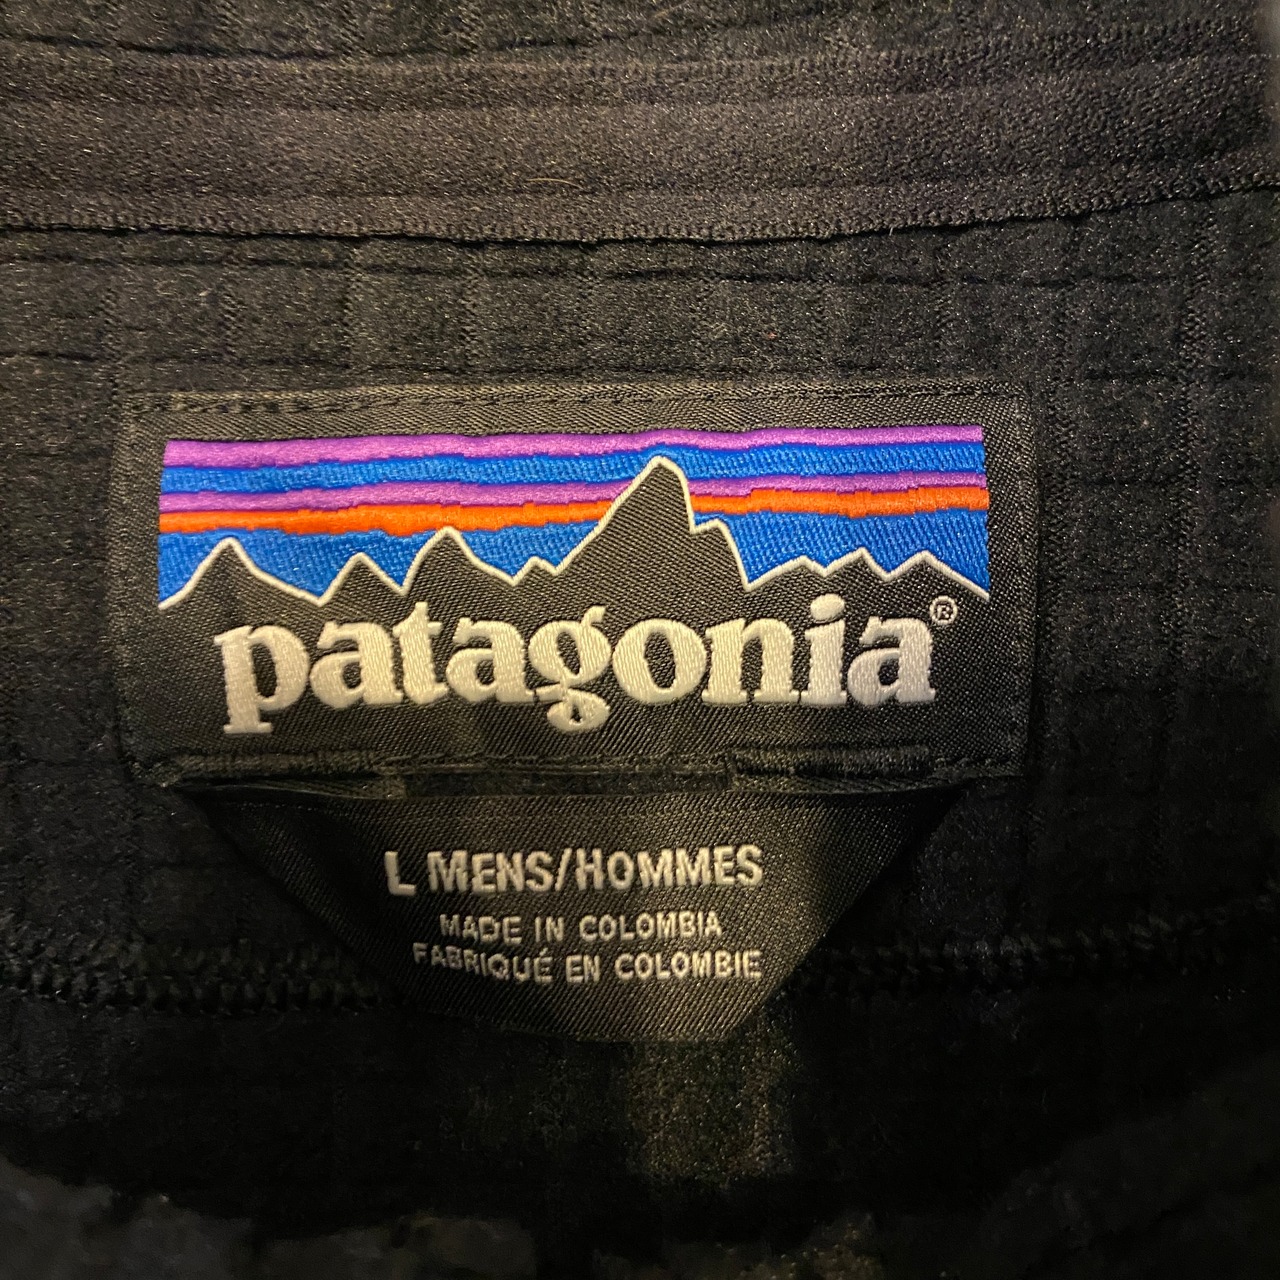 patagonia®
L MENS/HOMMES
MADE IN COLOMBIA
FABRIQUÉ EN COLOMBIE